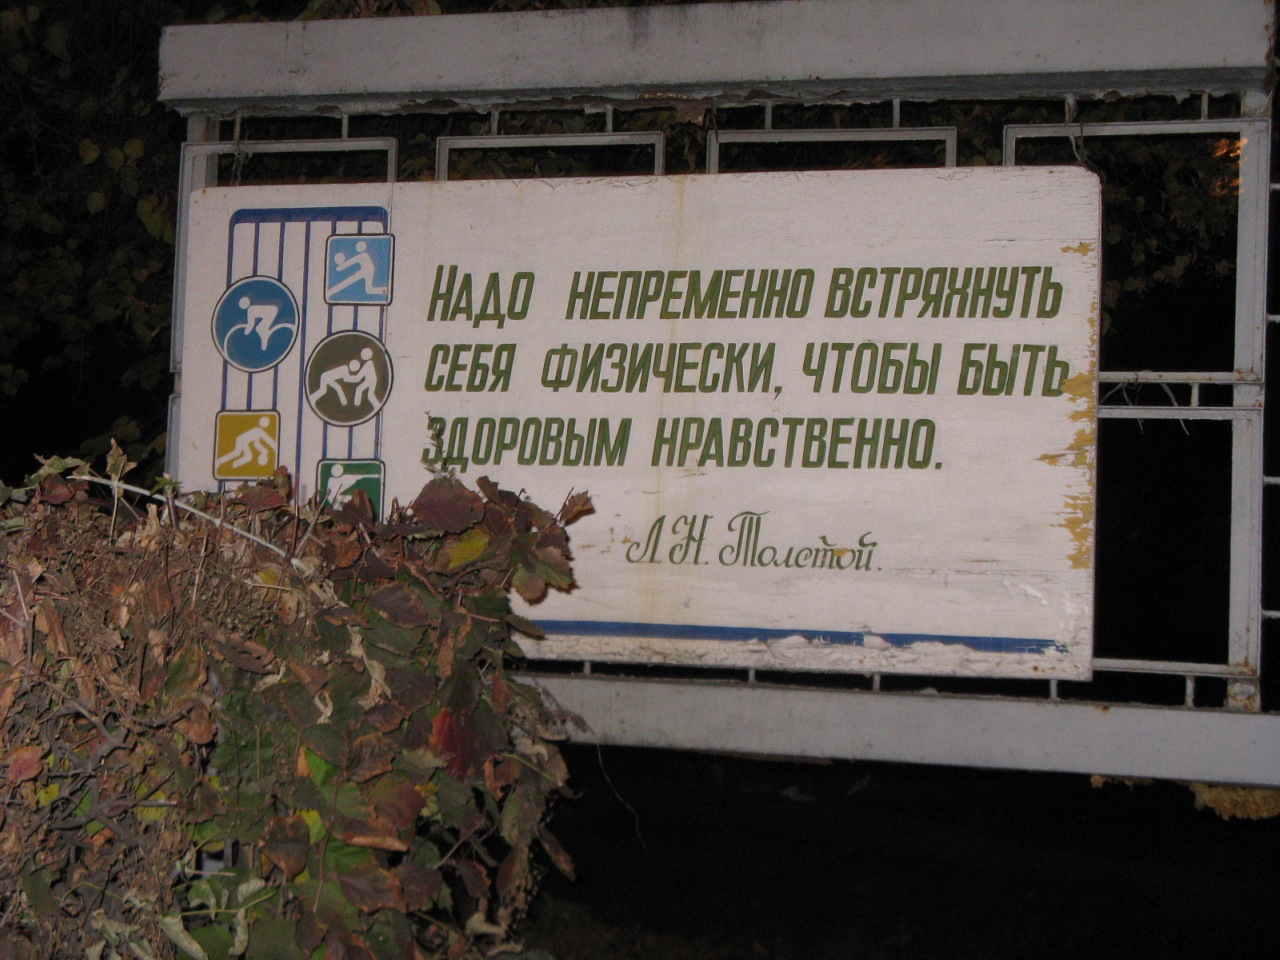 Надо непременно встряхнуть
себя физически, чтобы быть
здоровым нравственно.
Л.Н. Толстой.